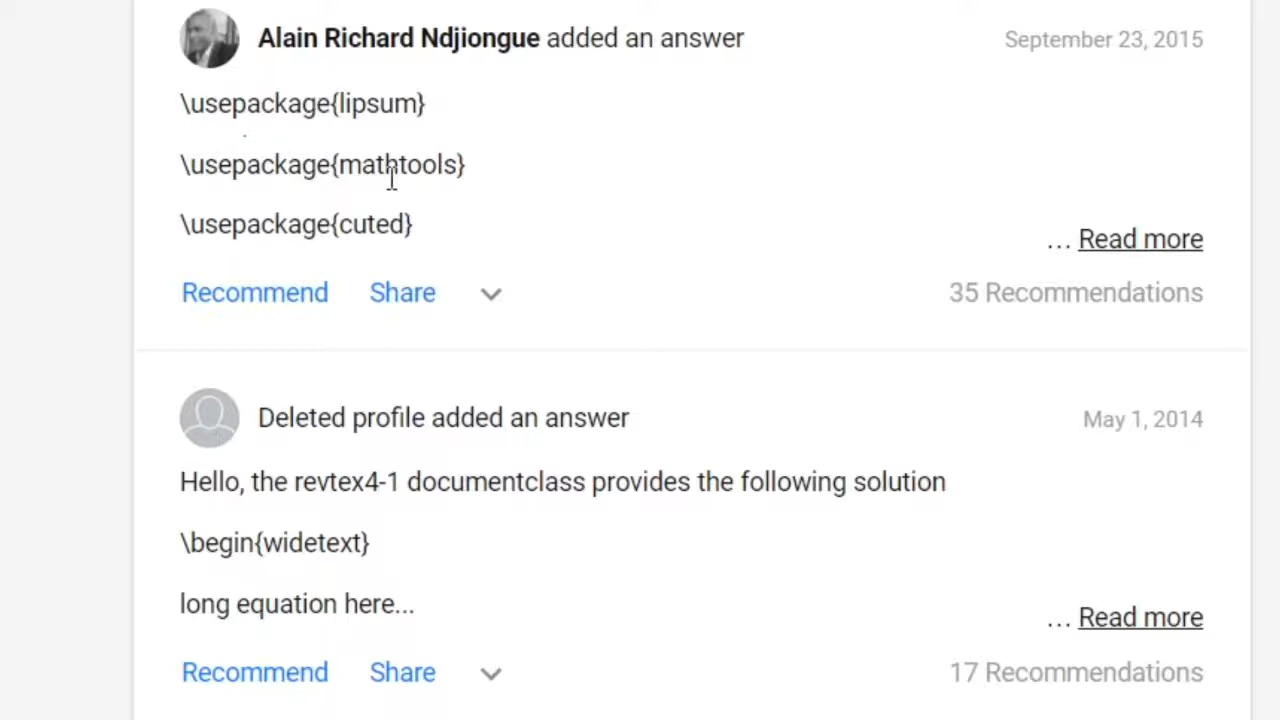 Alain Richard Ndjiongue added an answer
September 23, 2015
\usepackage{lipsum}
\usepackage{mathtools}
\usepackage{cuted}
... Read more
Recommend Share 35 Recommendations
Deleted profile added an answer
May 1, 2014
Hello, the revtex4-1 documentclass provides the following solution
\begin{widetext}
long equation here...
... Read more
Recommend Share 17 Recommendations